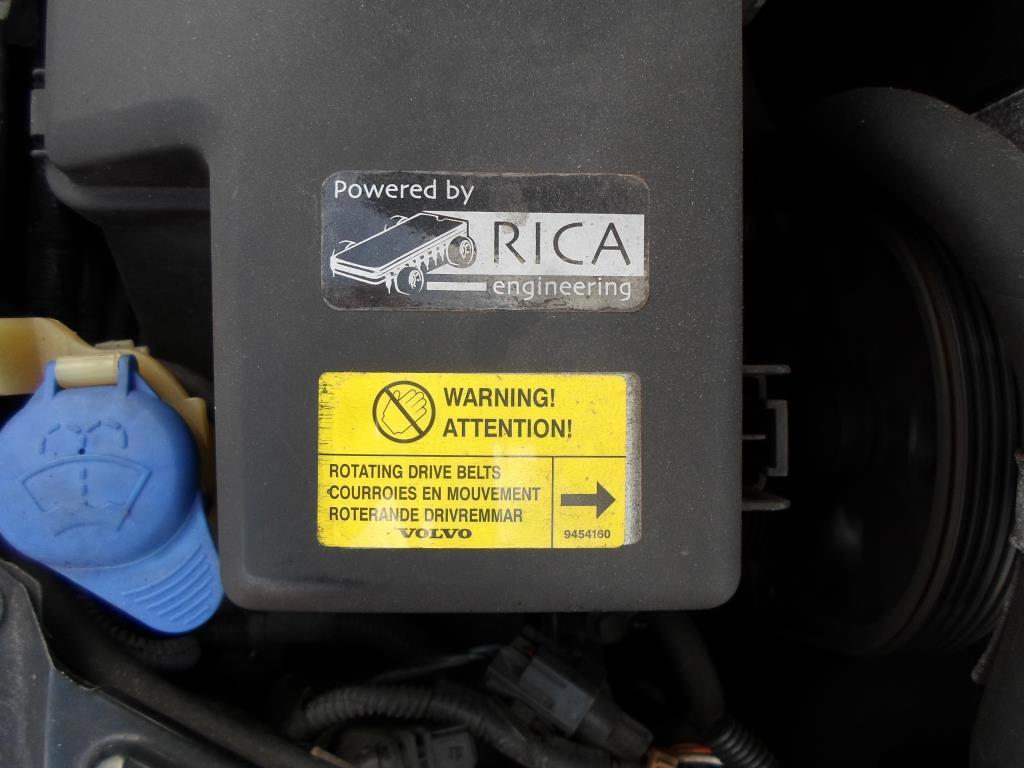 Powered by
RICA
engineering
WARNING!
ATTENTION!
ROTATING DRIVE BELTS
COURROIES EN MOUVEMENT
ROTERANDE DRIVREMMAR
VOLVO
9454160